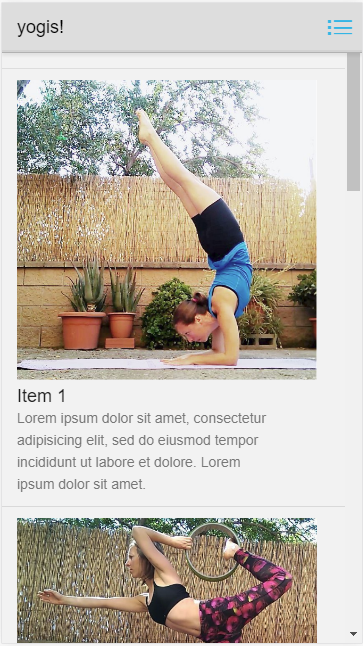 yogis!
Item 1
Lorem ipsum dolor sit amet, consectetur
adipisicing elit, sed do eiusmod tempor
incididunt ut labore et dolore. Lorem
ipsum dolor sit amet.